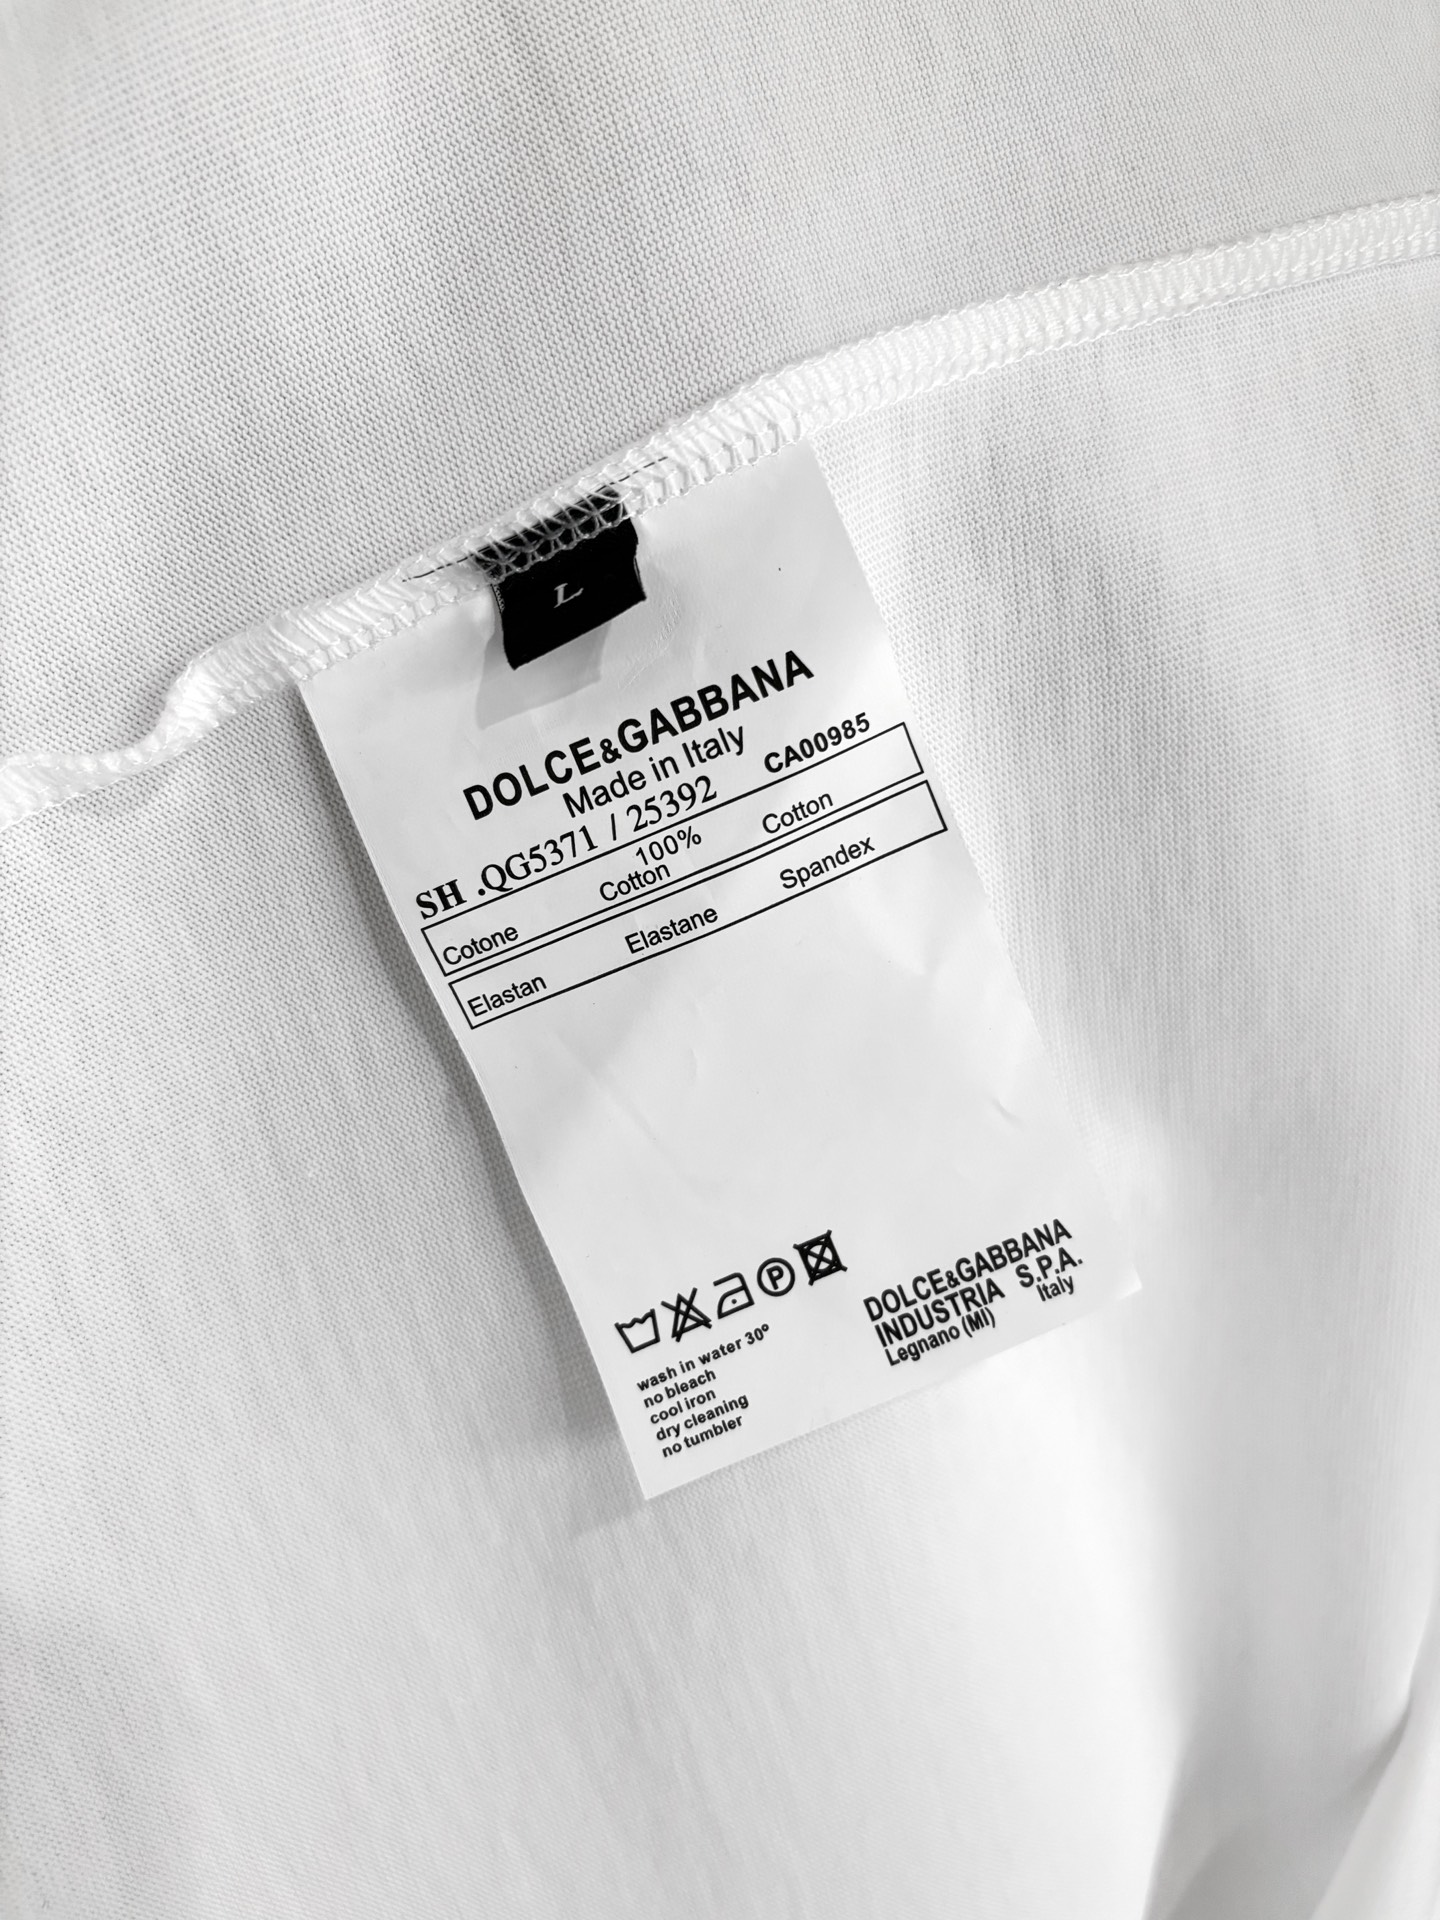 L
DOLCE&GABBANA
Made in Italy
SH .QG5371 / 25392 CA00985
100%
Cotone Cotton Cotton
Elastan Elastane Spandex
wash in water 30°
no bleach
cool iron
dry cleaning
no tumbler
P
DOLCE&GABBANA
INDUSTRIA S.P.A.
Legnano (MI) Italy